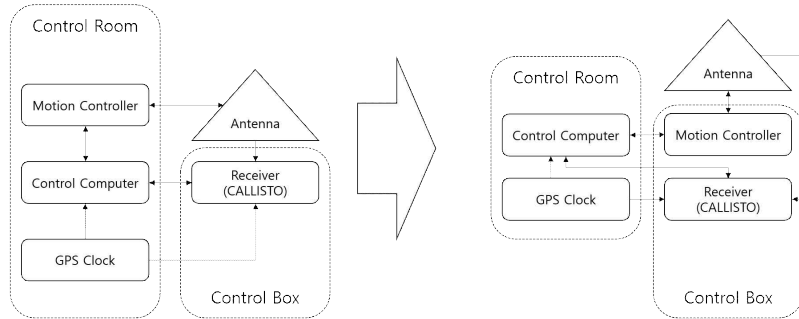 Control Room
Motion Controller
Antenna
Control Computer
Receiver
(CALLISTO)
GPS Clock
Control Box
Control Room
Antenna
Control Computer
Motion Controller
GPS Clock
Receiver
(CALLISTO)
Control Box